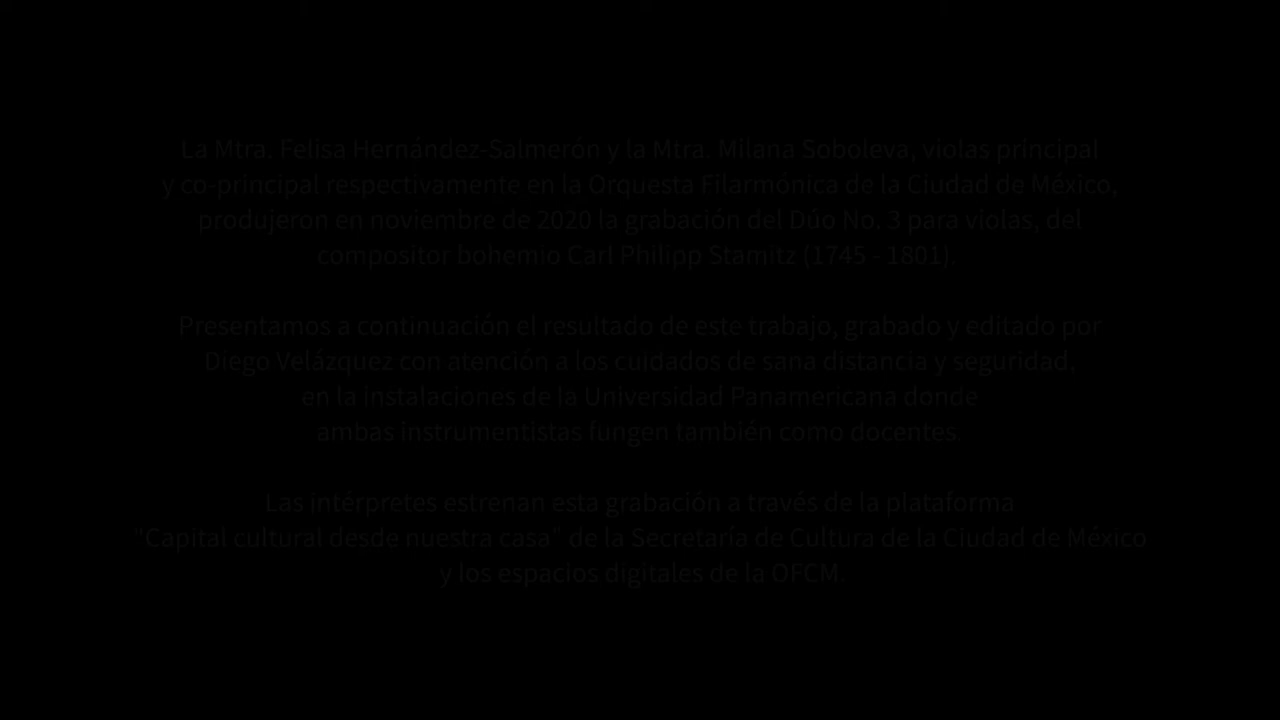 La Mtra. Felisa Hernández-Salmerón y la Mtra. Milana Soboleva, violas principal
y co-principal respectivamente en la Orquesta Filarmónica de la Ciudad de México,
produjeron en noviembre de 2020 la grabación del Dúo No. 3 para violas, del
compositor bohemio Carl Philipp Stamitz (1745 - 1801).
Presentamos a continuación el resultado de este trabajo, grabado y editado por
Diego Velázquez con atención a los cuidados de sana distancia y seguridad,
en la instalaciones de la Universidad Panamericana donde
ambas instrumentistas fungen también como docentes.
Las intérpretes estrenan esta grabación a través de la plataforma
"Capital cultural desde nuestra casa" de la Secretaría de Cultura de la Ciudad de México
y los espacios digitales de la OFCM.